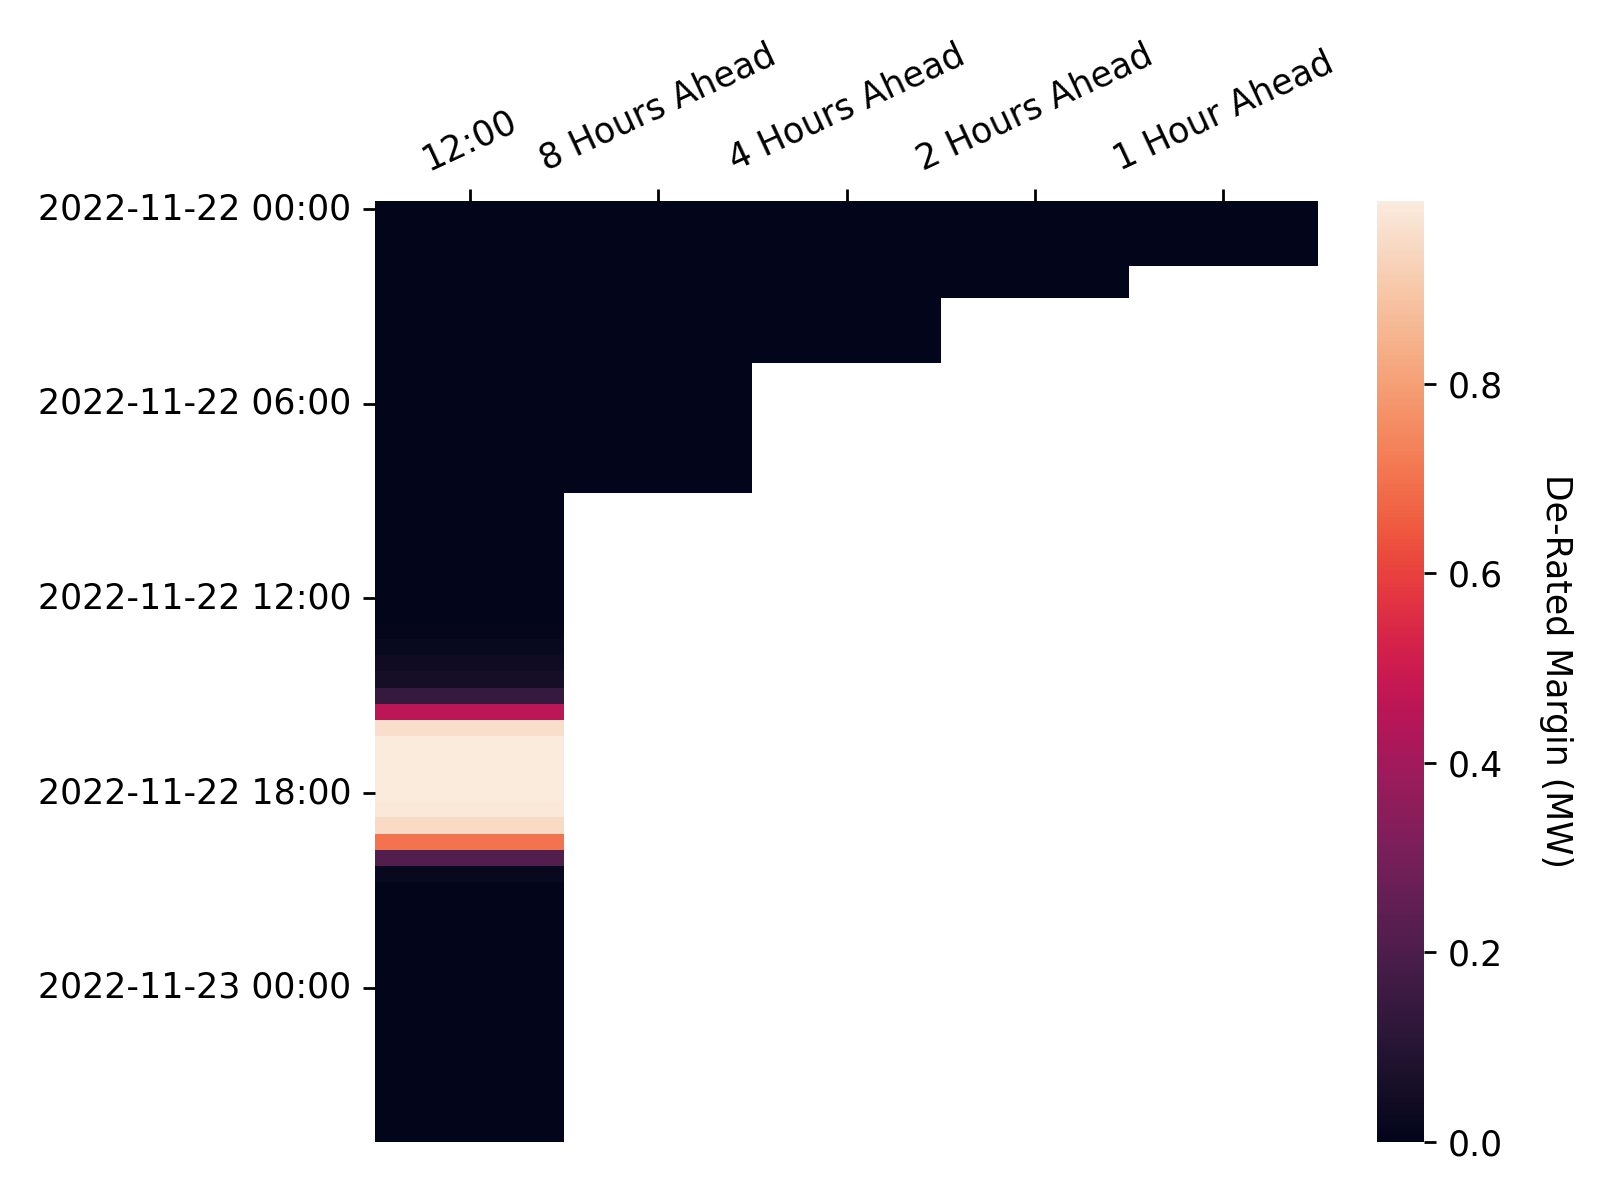 12:00
8 Hours Ahead
4 Hours Ahead
2 Hours Ahead
1 Hour Ahead
2022-11-22 00:00
2022-11-22 06:00
2022-11-22 12:00
2022-11-22 18:00
2022-11-23 00:00
0.8
0.6
0.4
0.2
0.0
De-Rated Margin (MW)